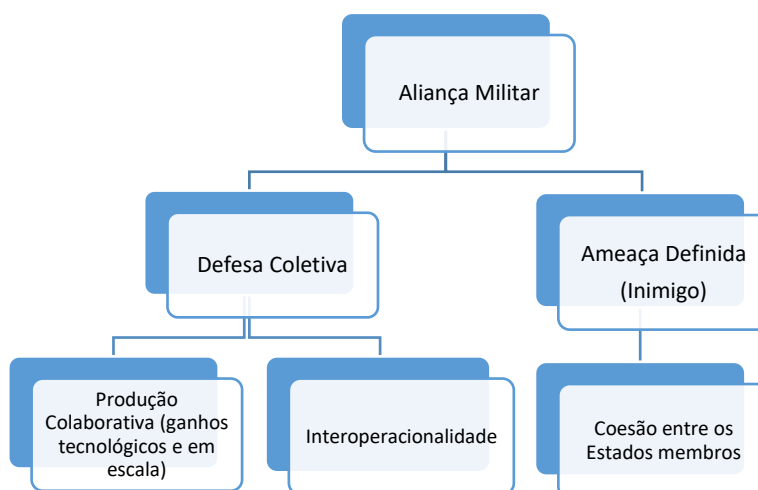 Aliança Militar
Defesa Coletiva
Ameaça Definida
(Inimigo)
Produção
Colaborativa (ganhos
tecnológicos e em
escala)
Interoperacionalidade
Coesão entre os
Estados membros